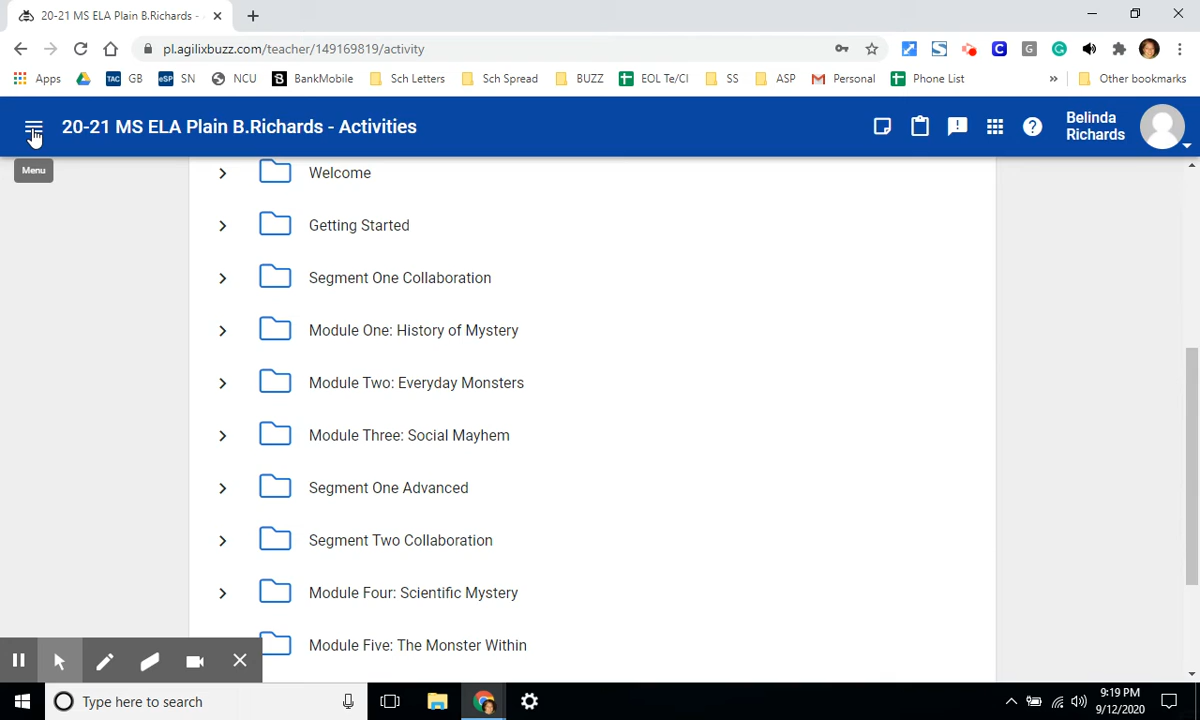 20-21 MS ELA Plain B.Richards -
pl.agilixbuzz.com/teacher/149169819/activity
Apps TAC GB eSP SN NCU BankMobile Sch Letters Sch Spread BUZZ EOL Te/CI SS ASP Personal Phone List » Other bookmarks
20-21 MS ELA Plain B.Richards - Activities
Belinda
Richards
Menu
Welcome
Getting Started
Segment One Collaboration
Module One: History of Mystery
Module Two: Everyday Monsters
Module Three: Social Mayhem
Segment One Advanced
Segment Two Collaboration
Module Four: Scientific Mystery
Module Five: The Monster Within
Type here to search
9:19 PM
9/12/2020